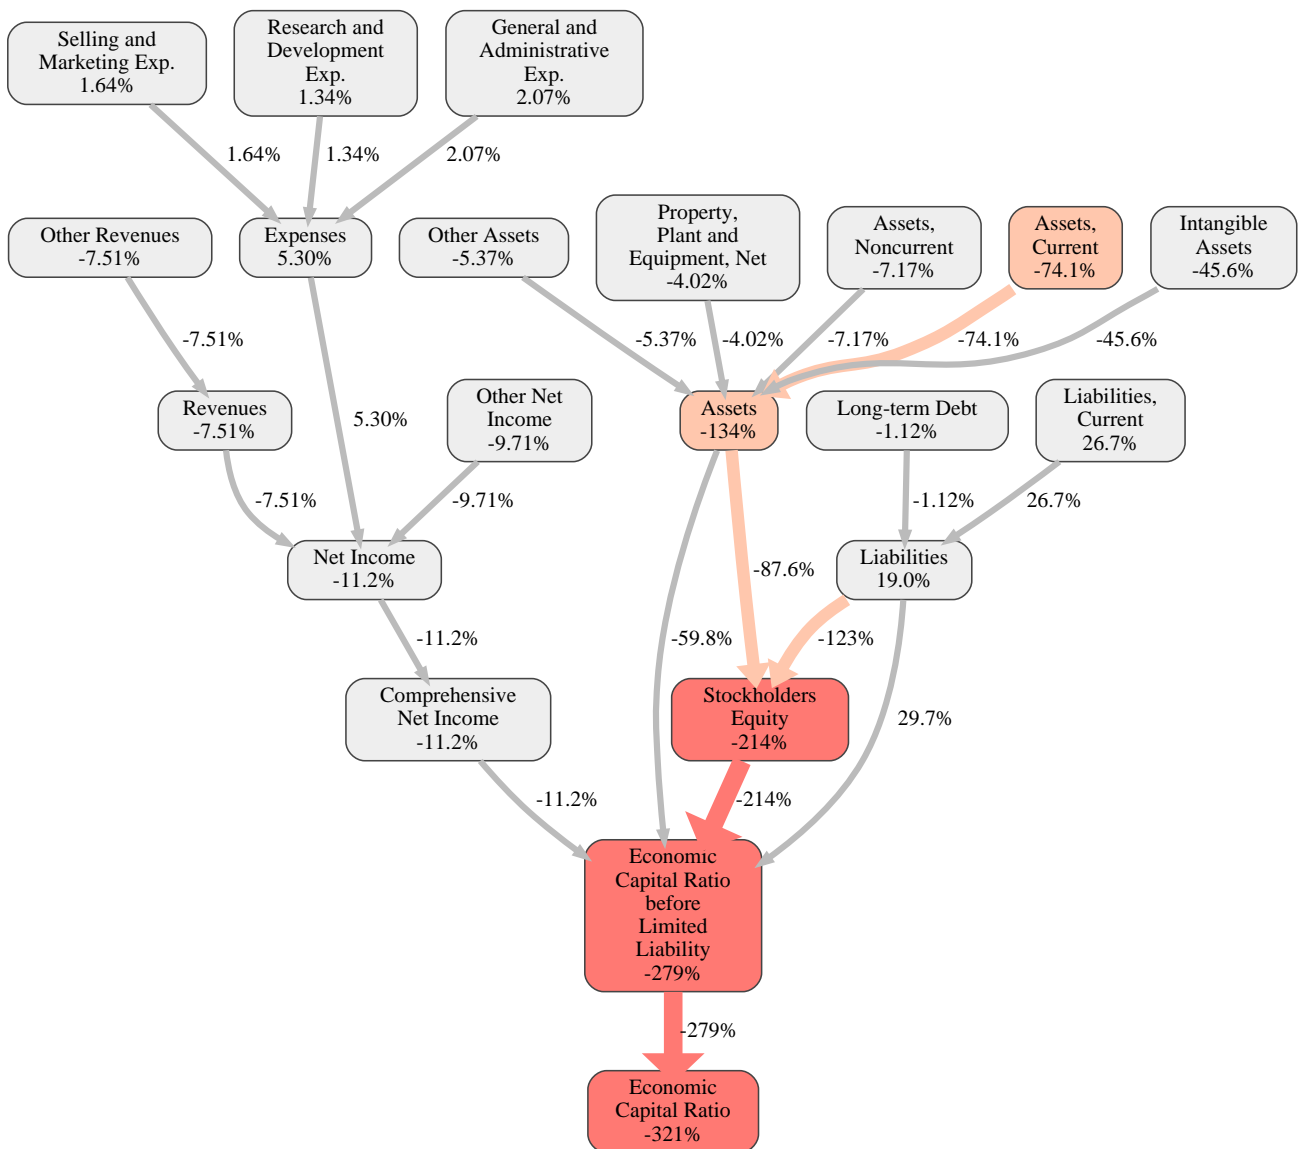 Selling and
Marketing Exp.
1.64%
Research and
Development
Exp.
1.34%
General and
Administrative
Exp.
2.07%
1.64%
1.34%
2.07%
Other Revenues
-7.51%
Expenses
5.30%
Other Assets
-5.37%
Property,
Plant and
Equipment, Net
-4.02%
Assets,
Noncurrent
-7.17%
Assets,
Current
-74.1%
Intangible
Assets
-45.6%
-7.51%
-5.37%
-4.02%
-7.17%
-74.1%
-45.6%
Revenues
-7.51%
5.30%
Other Net
Income
-9.71%
Assets
-134%
Long-term Debt
-1.12%
Liabilities,
Current
26.7%
-7.51%
-9.71%
-1.12%
26.7%
Net Income
-11.2%
-87.6%
Liabilities
19.0%
-11.2%
-59.8%
-123%
Comprehensive
Net Income
-11.2%
Stockholders
Equity
-214%
29.7%
-11.2%
-214%
Economic
Capital Ratio
before
Limited
Liability
-279%
-279%
Economic
Capital Ratio
-321%